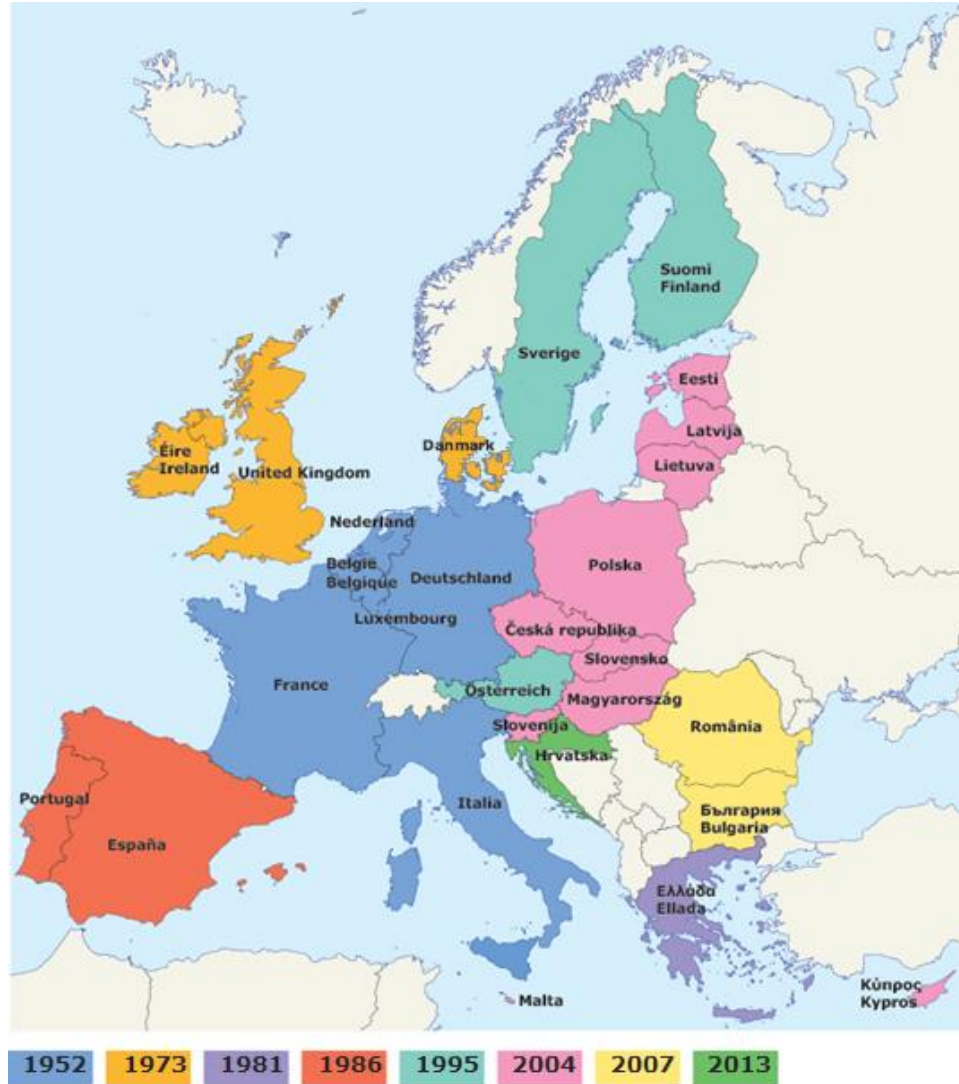 Suomi
Finland
Sverige
Eesti
Latvija
Lietuva
Danmark
Éire
Ireland
United Kingdom
Nederland
België
Belgique
Deutschland
Polska
Luxembourg
Česká republika
Slovensko
France
Österreich
Magyarország
Slovenija
Hrvatska
România
Portugal
España
Italia
България
Bulgaria
Ελλάδα
Ellada
Malta
Κύπρος
Kypros
1952 1973 1981 1986 1995 2004 2007 2013